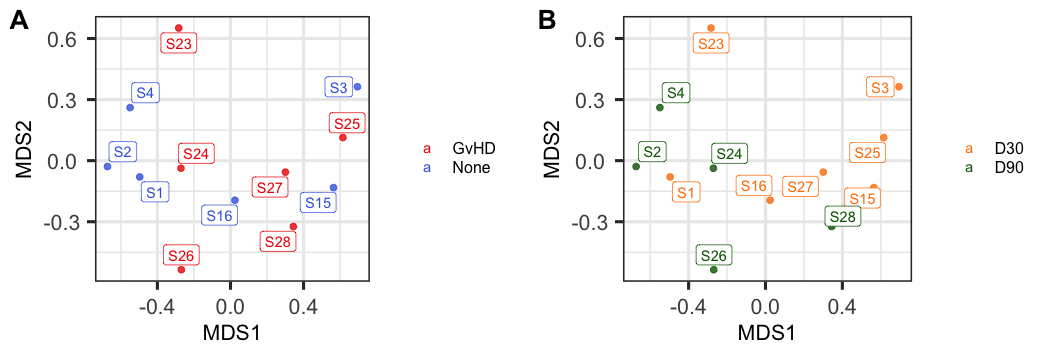 A
MDS2
0.6
0.3
0.0
-0.3
S23
S4
S3
S25
S2
S24
S1
S27
S16
S15
S28
S26
-0.4
0.0
0.4
MDS1
a GvHD
a None
B
MDS2
0.6
0.3
0.0
-0.3
S23
S4
S3
S2
S24
S25
S1
S16
S27
S15
S28
S26
-0.4
0.0
0.4
MDS1
a D30
a D90